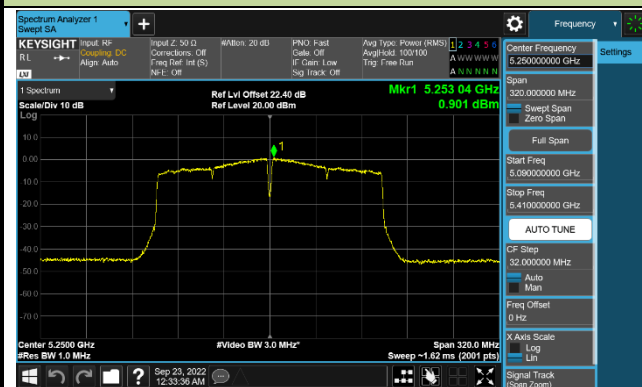 Spectrum Analyzer 1
Swept SA
+
Frequency
KEYSIGHT
RL
LXI
Input: RF
Coupling: DC
Align: Auto
Input Z: 50 Ω
Corrections: Off
Freq Ref: Int (S)
NFE: Off
#Atten: 20 dB
PNO: Fast
Gate: Off
IF Gain: Low
Sig Track: Off
Avg Type: Power (RMS)
Avg|Hold: 100/100
Trig: Free Run
1 2 3 4 5 6
A W W W W W
A N N N N N
Center Frequency
5.250000000 GHz
Settings
Span
320.000000 MHz
Swept Span
Zero Span
Full Span
Start Freq
5.090000000 GHz
Stop Freq
5.410000000 GHz
AUTO TUNE
CF Step
32.000000 MHz
Auto
Man
Freq Offset
0 Hz
X Axis Scale
Log
Lin
Signal Track
(Span Zoom)
1 Spectrum
Scale/Div 10 dB
Log
Ref Lvl Offset 22.40 dB
Ref Level 20.00 dBm
Mkr1 5.253 04 GHz
0.901 dBm
1
10.0
0.00
-10.0
-20.0
-30.0
-40.0
-50.0
-60.0
-70.0
Center 5.2500 GHz
#Res BW 1.0 MHz
#Video BW 3.0 MHz*
Span 320.0 MHz
Sweep ~1.62 ms (2001 pts)
?
Sep 23, 2022
12:33:36 AM